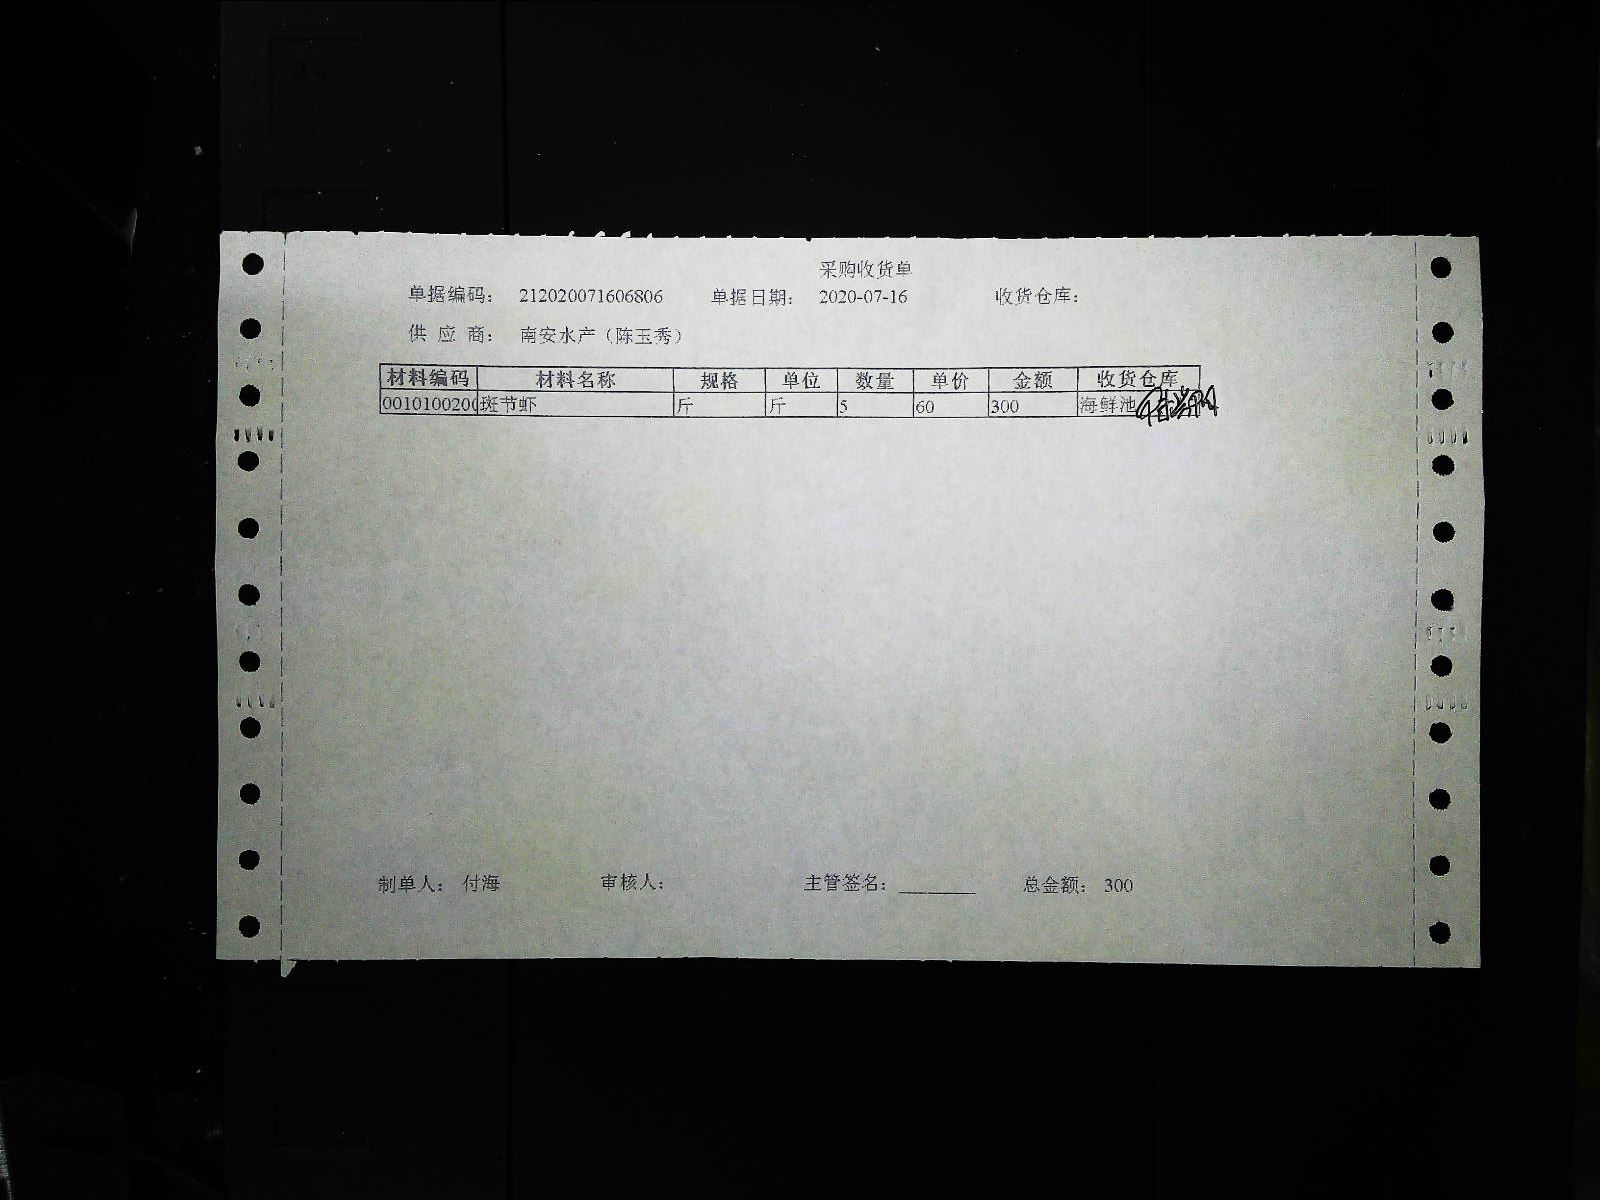 采购收货单
单据编码： 212020071606806 单据日期： 2020-07-16 收货仓库：
供 应 商： 南安水产（陈玉秀）
材料编码 材料名称 规格 单位 数量 单价 金额 收货仓库
0010100200 斑节虾 斤 斤 5 60 300 海鲜池
制单人： 付海 审核人： 主管签名： ________ 总金额： 300